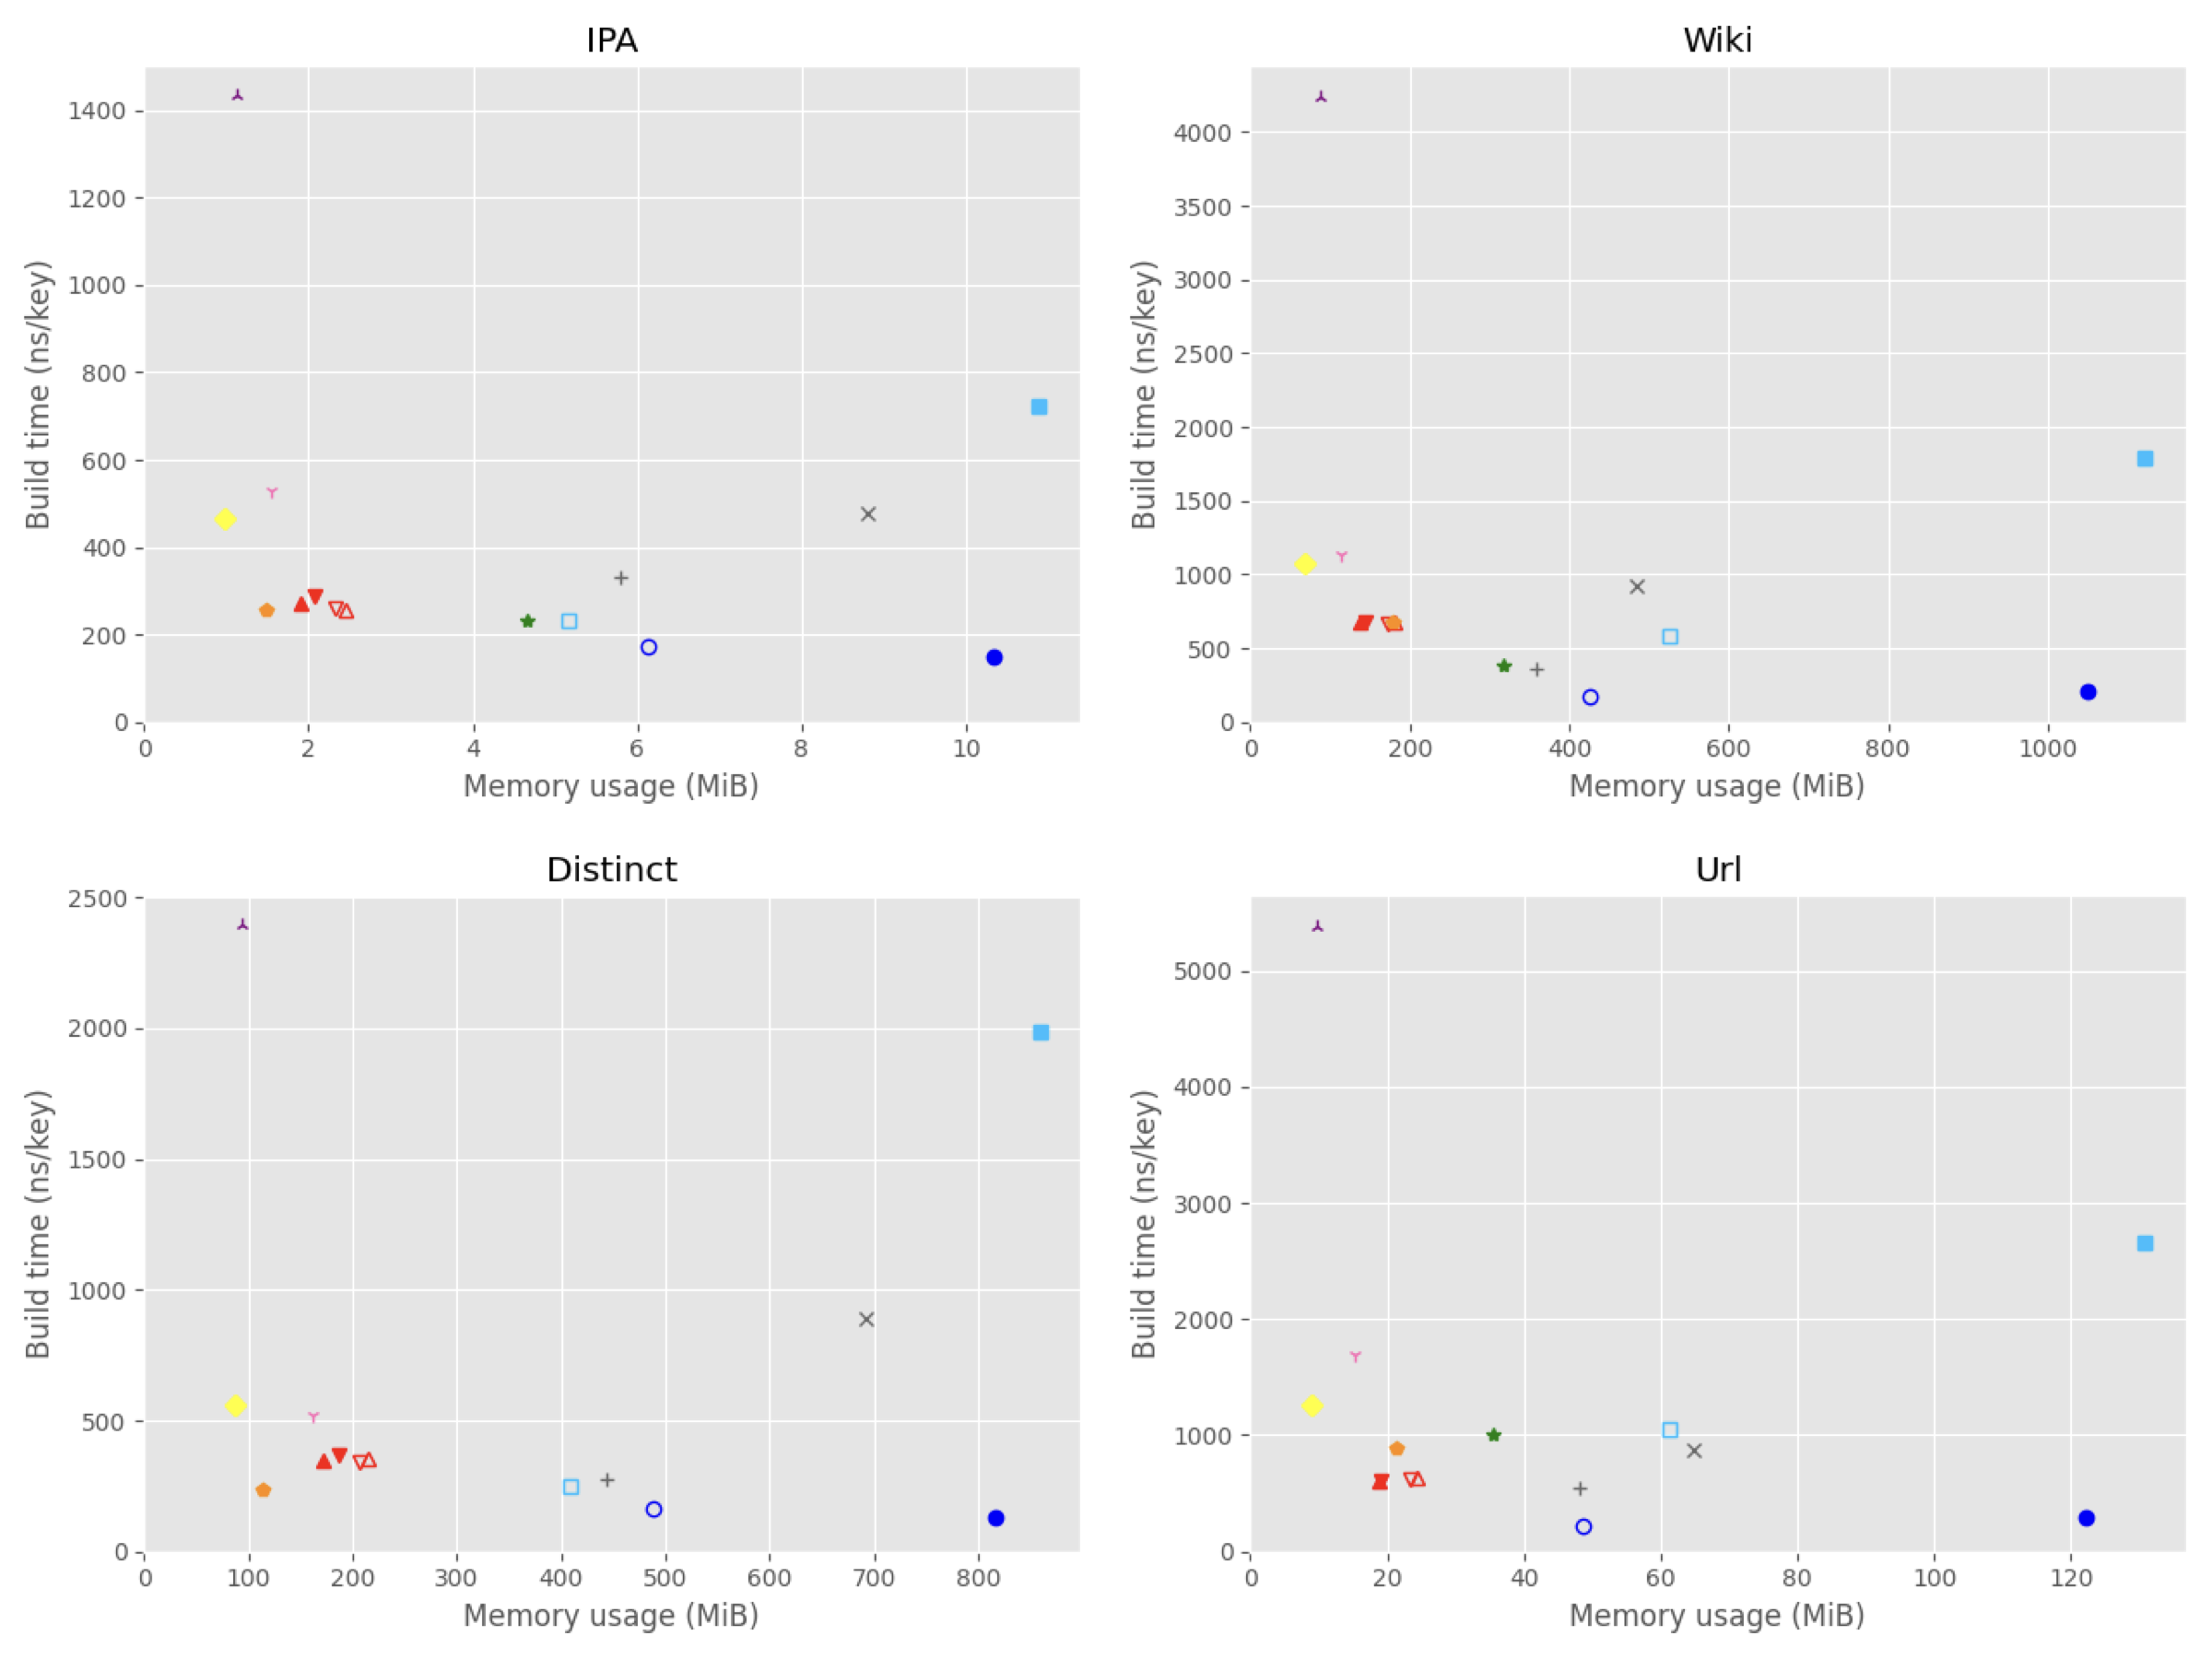 IPA
1400
1200
1000
800
600
400
200
0
Build time (ns/key)
0 2 4 6 8 10
Memory usage (MiB)
Wiki
4000
3500
3000
2500
2000
1500
1000
500
0
Build time (ns/key)
0 200 400 600 800 1000
Memory usage (MiB)
Distinct
2500
2000
1500
1000
500
0
Build time (ns/key)
0 100 200 300 400 500 600 700 800
Memory usage (MiB)
Url
5000
4000
3000
2000
1000
0
Build time (ns/key)
0 20 40 60 80 100 120
Memory usage (MiB)